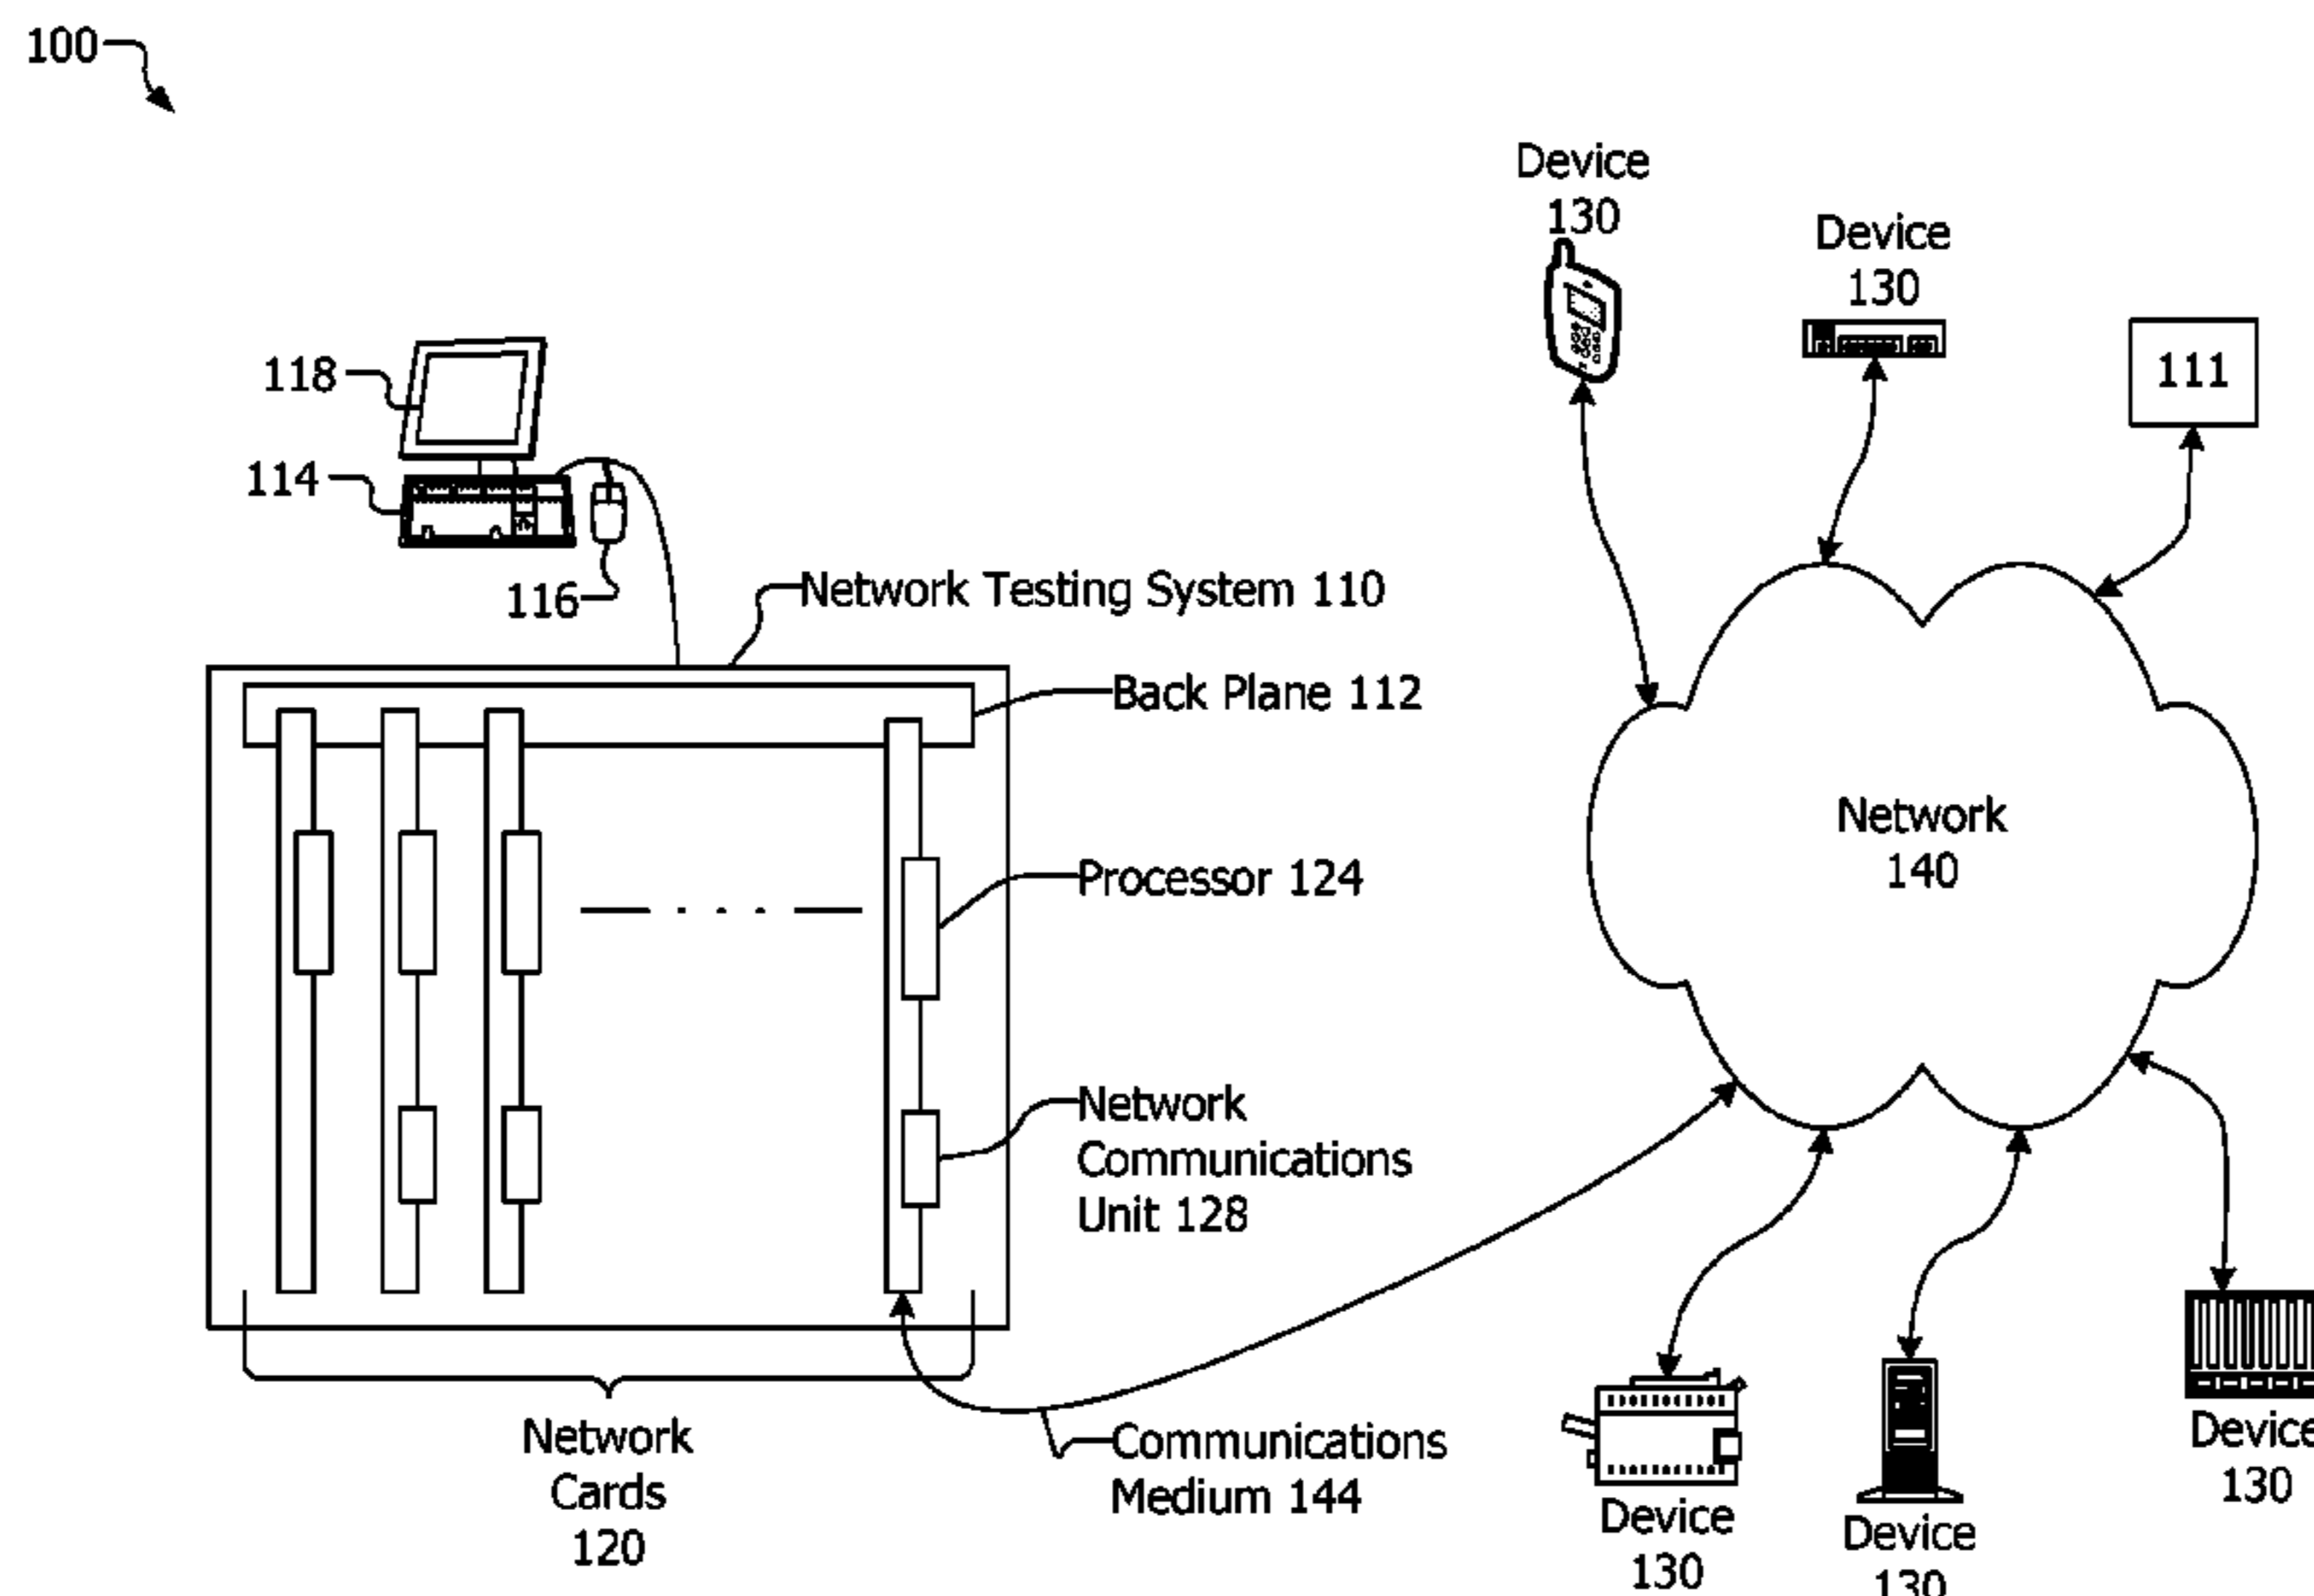 100
Device
130
Device
130
111
118
114
116
Network Testing System 110
Back Plane 112
Processor 124
Network
140
Network
Communications
Unit 128
Network
Cards
120
Communications
Medium 144
Device
130
Device
130
Device
130